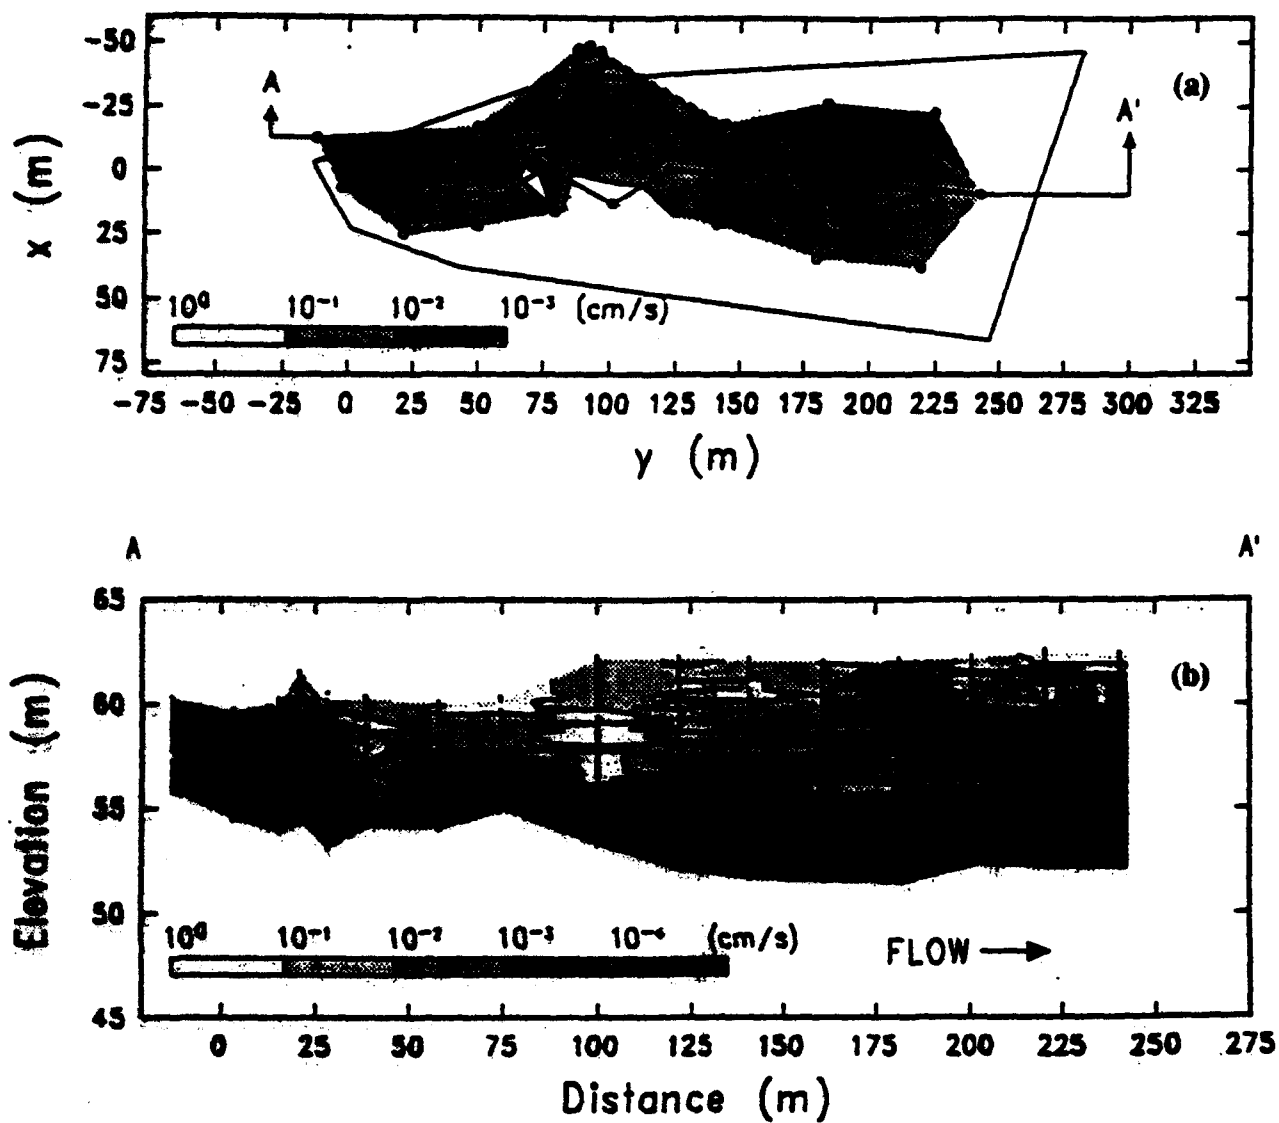 -50
(a)
A
-25
A'
0
x (m)
25
50
10⁰ 10⁻¹ 10⁻² 10⁻³ (cm/s)
75
-75 -50 -25 0 25 50 75 100 125 150 175 200 225 250 275 300 325
y (m)
A A'
65
(b)
60
Elevation (m)
55
50
10⁰ 10⁻¹ 10⁻² 10⁻³ 10⁻⁴ (cm/s)
FLOW
45
0 25 50 75 100 125 150 175 200 225 250 275
Distance (m)